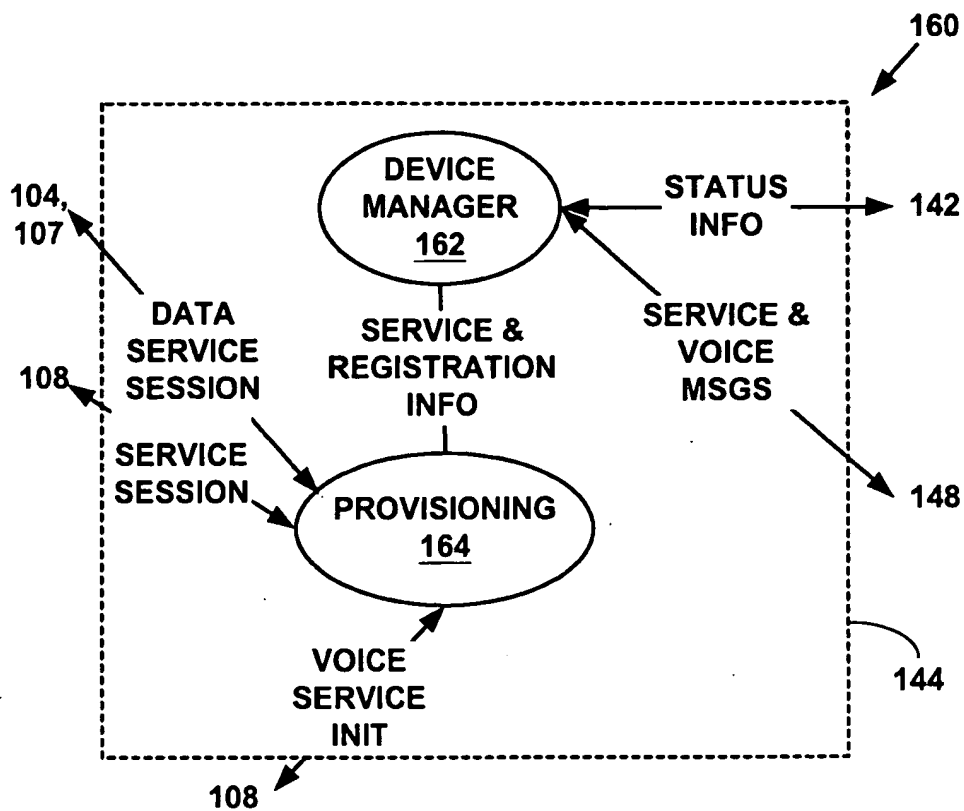 160
DEVICE
MANAGER
162
STATUS
INFO
142
104,
107
DATA
SERVICE
SESSION
SERVICE &
REGISTRATION
INFO
SERVICE &
VOICE
MSGS
108
SERVICE
SESSION
PROVISIONING
164
148
VOICE
SERVICE
INIT
144
108